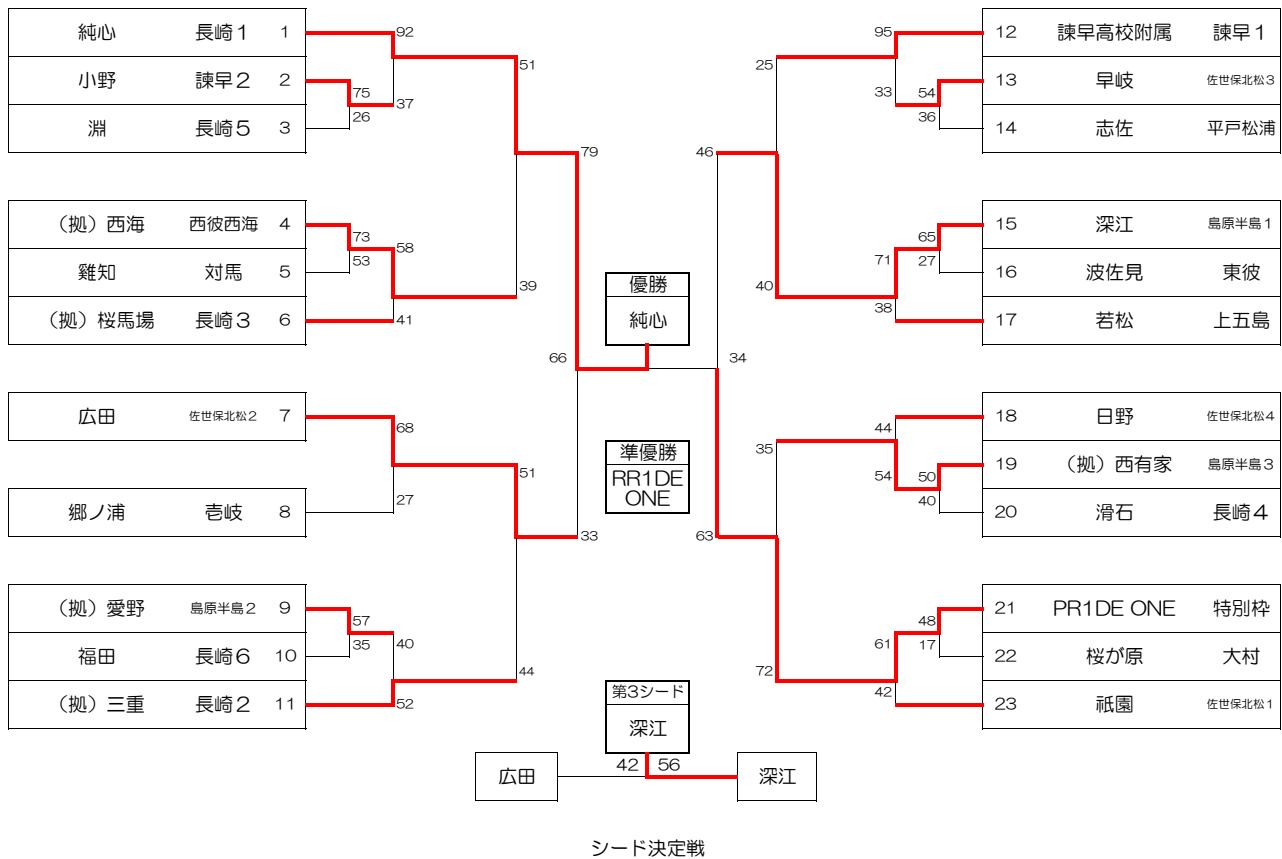 純心 長崎1 1
小野 諫早2 2
淵 長崎5 3
92
75
26
37
51
(拠)西海 西彼西海 4
雞知 対馬 5
(拠)桜馬場 長崎3 6
73
53
58
41
39
79
広田 佐世保北松2 7
郷ノ浦 壱岐 8
68
27
51
(拠)愛野 島原半島2 9
福田 長崎6 10
(拠)三重 長崎2 11
57
35
40
52
44
33
66
優勝
純心
準優勝
RR1DE
ONE
12 諫早高校附属 諫早1
13 早岐 佐世保北松3
14 志佐 平戸松浦
95
33
54
36
25
15 深江 島原半島1
16 波佐見 東彼
17 若松 上五島
65
27
71
38
40
46
18 日野 佐世保北松4
19 (拠)西有家 島原半島3
20 滑石 長崎4
44
54
50
40
35
21 PR1DE ONE 特別枠
22 桜が原 大村
23 祇園 佐世保北松1
48
17
61
42
72
63
34
第3シード
深江
広田 42 56 深江
シード決定戦